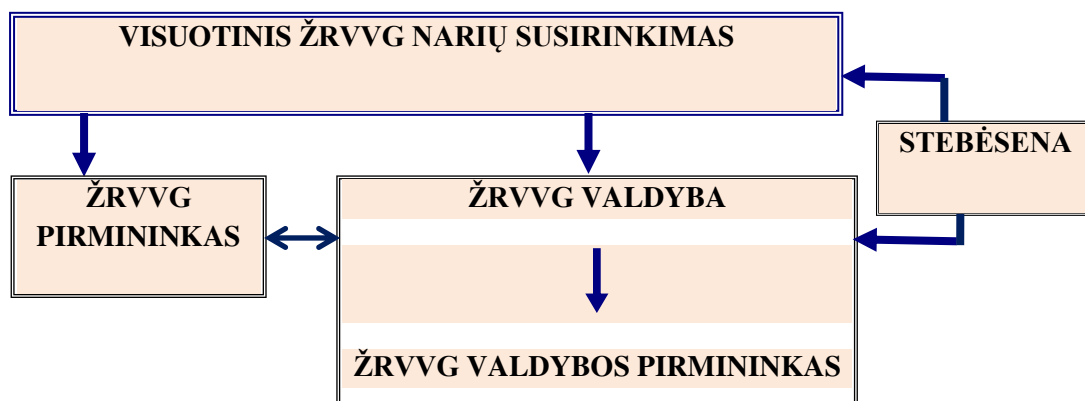 VISUOTINIS ŽRVVG NARIŲ SUSIRINKIMAS
STEBĖSENA
ŽRVVG
PIRMININKAS
ŽRVVG VALDYBA
ŽRVVG VALDYBOS PIRMININKAS